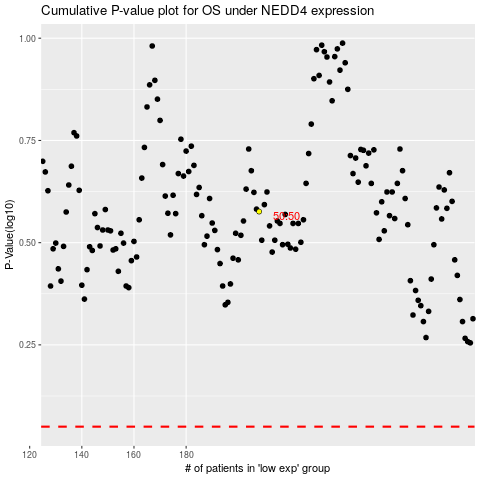 Cumulative P-value plot for OS under NEDD4 expression
P-Value(log10)
1.00
0.75
0.50
0.25
50:50
120 140 160 180
# of patients in 'low exp' group